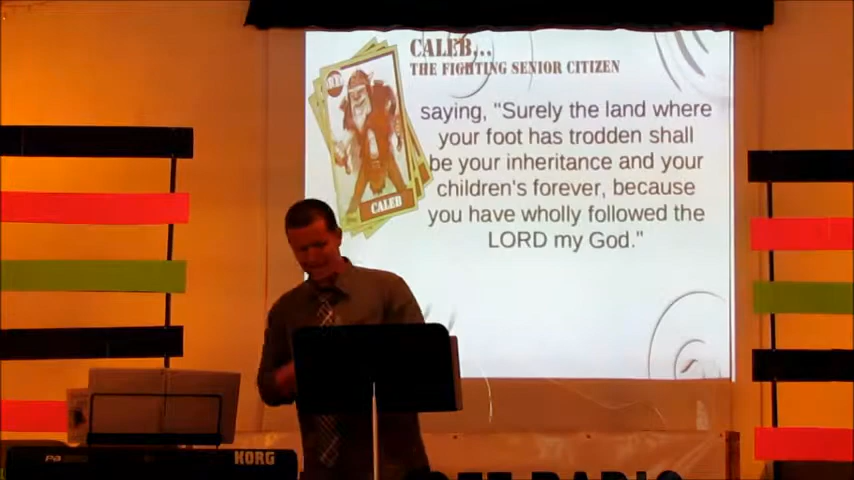 CALEB...
THE FIGHTING SENIOR CITIZEN
saying, "Surely the land where
your foot has trodden shall
be your inheritance and your
children's forever, because
you have wholly followed the
LORD my God."
CALEB
KORG
RADIO